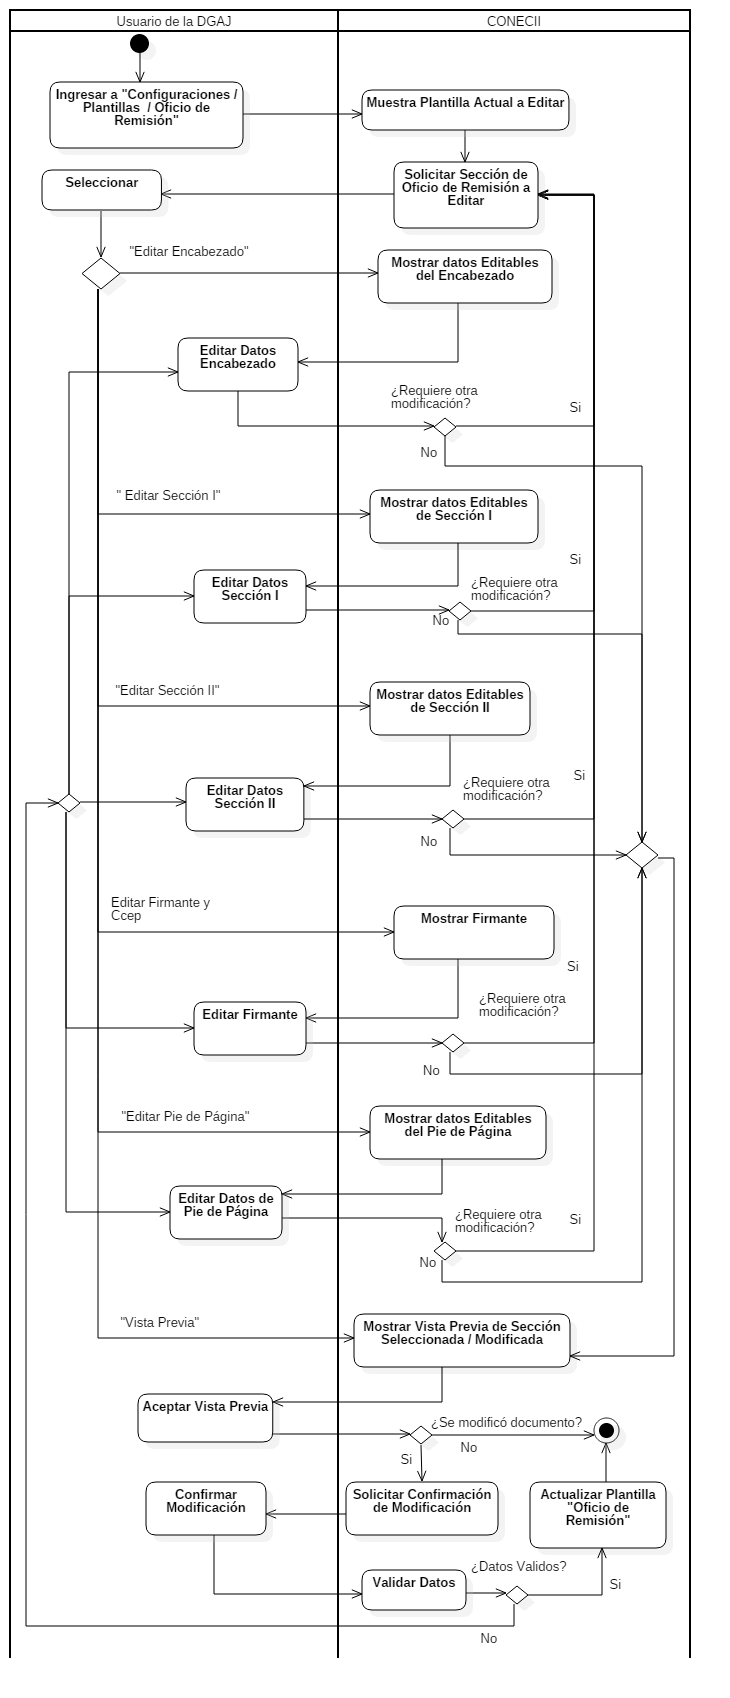 Usuario de la DGAJ
CONECII
Ingresar a "Configuraciones /
Plantillas / Oficio de
Remisión"
Muestra Plantilla Actual a Editar
Solicitar Sección de
Oficio de Remisión a
Editar
Seleccionar
"Editar Encabezado"
Mostrar datos Editables
del Encabezado
Editar Datos
Encabezado
¿Requiere otra
modificación?
Si
No
" Editar Sección I"
Mostrar datos Editables
de Sección I
Si
Editar Datos
Sección I
¿Requiere otra
modificación?
No
"Editar Sección II"
Mostrar datos Editables
de Sección II
Si
Editar Datos
Sección II
¿Requiere otra
modificación?
No
Editar Firmante y
Ccep
Mostrar Firmante
Si
Editar Firmante
¿Requiere otra
modificación?
No
"Editar Pie de Página"
Mostrar datos Editables
del Pie de Página
Editar Datos de
Pie de Página
¿Requiere otra
modificación?
Si
No
"Vista Previa"
Mostrar Vista Previa de Sección
Seleccionada / Modificada
Aceptar Vista Previa
¿Se modificó documento?
No
Si
Confirmar
Modificación
Solicitar Confirmación
de Modificación
Actualizar Plantilla
"Oficio de
Remisión"
Validar Datos
¿Datos Validos?
Si
No